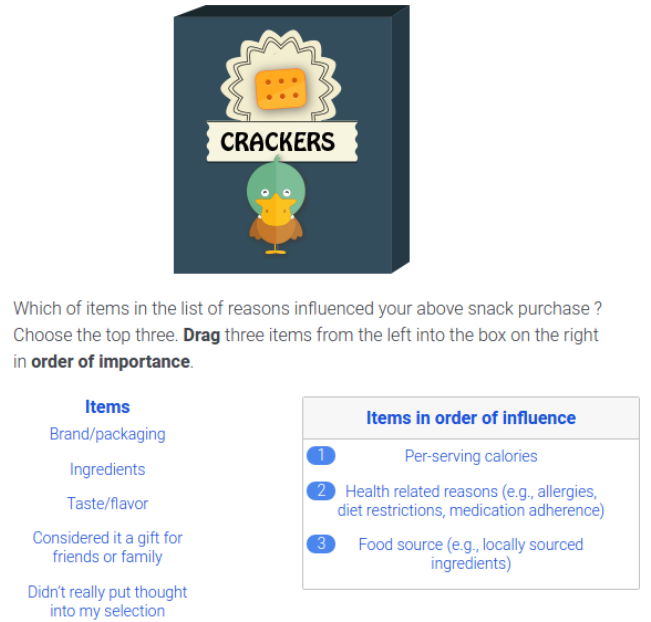 CRACKERS
Which of items in the list of reasons influenced your above snack purchase ?
Choose the top three. Drag three items from the left into the box on the right
in order of importance.
Items
Brand/packaging
Ingredients
Taste/flavor
Considered it a gift for
friends or family
Didn't really put thought
into my selection
Items in order of influence
1 Per-serving calories
2 Health related reasons (e.g., allergies,
diet restrictions, medication adherence)
3 Food source (e.g., locally sourced
ingredients)